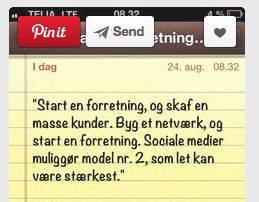 TELIA LTE 08.32 4 %
Pin it
Send
retning...
I dag 24. aug. 08.32
"Start en forretning, og skaf en
masse kunder. Byg et netværk, og
start en forretning. Sociale medier
muliggør model nr. 2, som let kan
være stærkest."